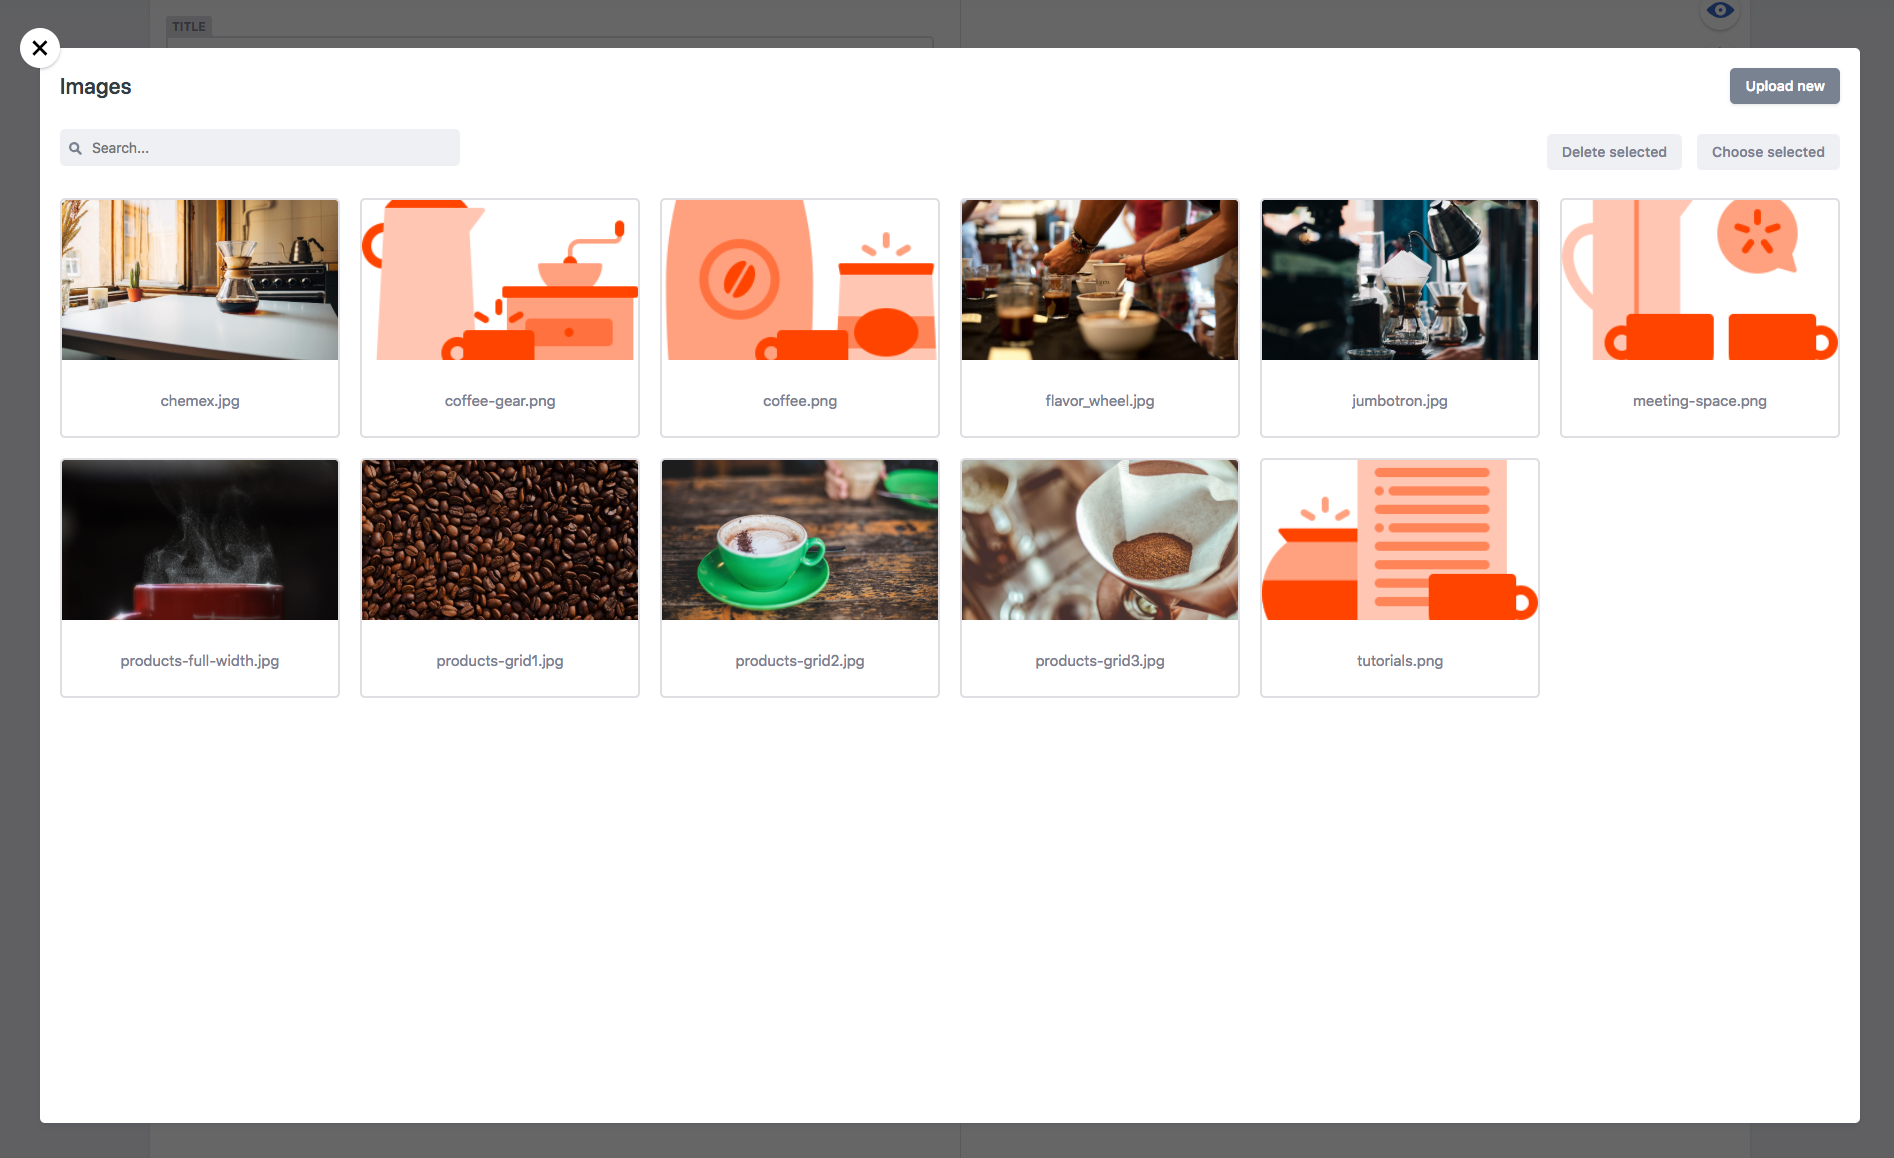 TITLE
Images
Upload new
Search...
Delete selected
Choose selected
chemex.jpg
coffee-gear.png
coffee.png
flavor_wheel.jpg
jumbotron.jpg
meeting-space.png
products-full-width.jpg
products-grid1.jpg
products-grid2.jpg
products-grid3.jpg
tutorials.png